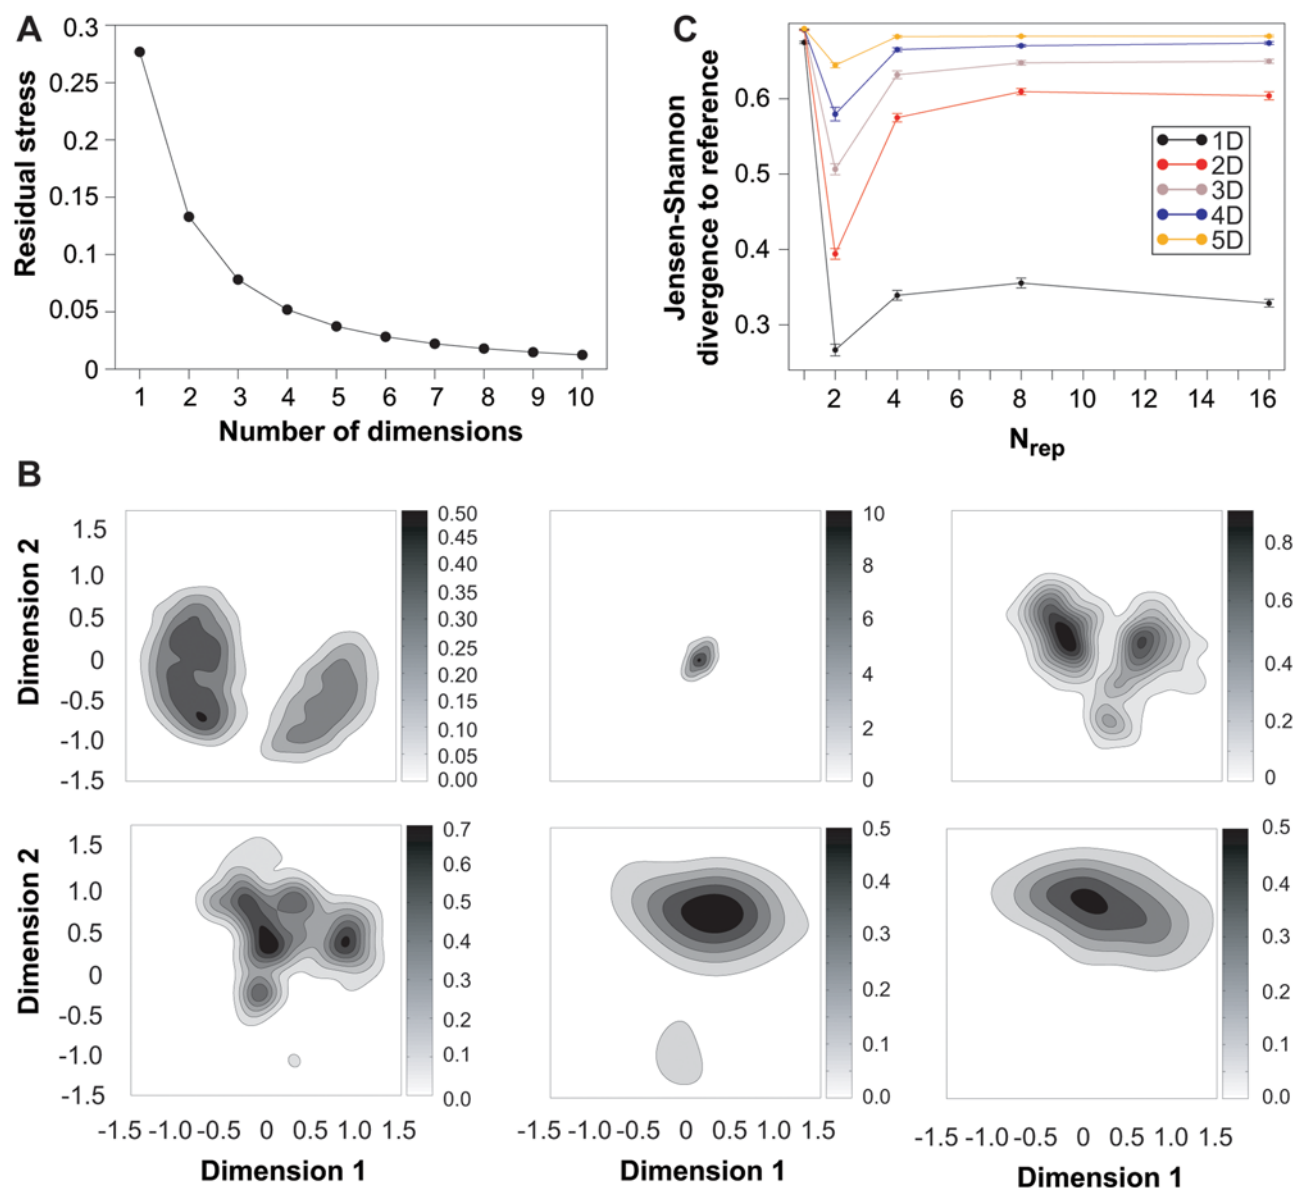 A
0.3
0.25
0.2
0.15
0.1
0.05
0
Residual stress
1 2 3 4 5 6 7 8 9 10
Number of dimensions
C
0.6
0.5
0.4
0.3
Jensen-Shannon
divergence to reference
1D
2D
3D
4D
5D
2 4 6 8 10 12 14 16
Nrep
B
Dimension 2
1.5
1.0
0.5
0
-0.5
-1.0
-1.5
0.50
0.45
0.40
0.35
0.30
0.25
0.20
0.15
0.10
0.05
0.00
10
8
6
4
2
0
0.8
0.6
0.4
0.2
0
Dimension 2
1.5
1.0
0.5
0
-0.5
-1.0
-1.5
0.7
0.6
0.5
0.4
0.3
0.2
0.1
0.0
0.5
0.4
0.3
0.2
0.1
0.0
0.5
0.4
0.3
0.2
0.1
0.0
-1.5 -1.0 -0.5 0 0.5 1.0 1.5
-1.5 -1.0 -0.5 0 0.5 1.0 1.5
-1.5 -1.0 -0.5 0 0.5 1.0 1.5
Dimension 1
Dimension 1
Dimension 1